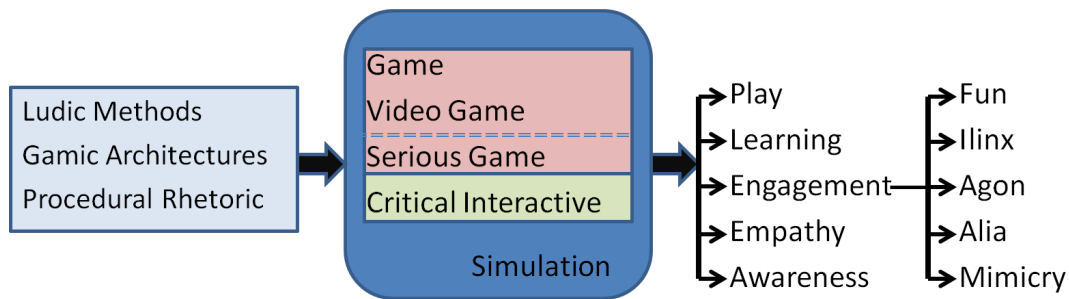 Ludic Methods
Gamic Architectures
Procedural Rhetoric
Game
Video Game
Serious Game
Critical Interactive
Simulation
Play
Learning
Engagement
Empathy
Awareness
Fun
Ilinx
Agon
Alia
Mimicry